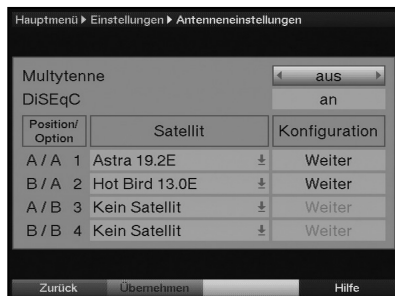 Hauptmenü ▶ Einstellungen ▶ Antenneneinstellungen
Multytenne aus
DiSEqC an
Position/Option Satellit Konfiguration
A/A 1 Astra 19.2E Weiter
B/A 2 Hot Bird 13.0E Weiter
A/B 3 Kein Satellit Weiter
B/B 4 Kein Satellit Weiter
Zurück Übernehmen Hilfe